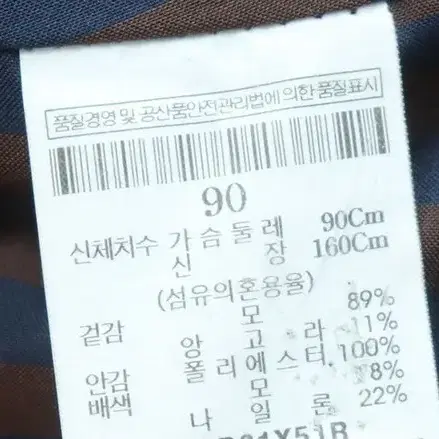 품질경영 및 공산품안전관리법에 의한 품질표시
90
신체치수 가슴둘레 90Cm
신장 160Cm
(섬유의혼용율)
겉감 모 89%
앙고라 11%
안감 폴리에스터 100%
배색 모 78%
나일론 22%